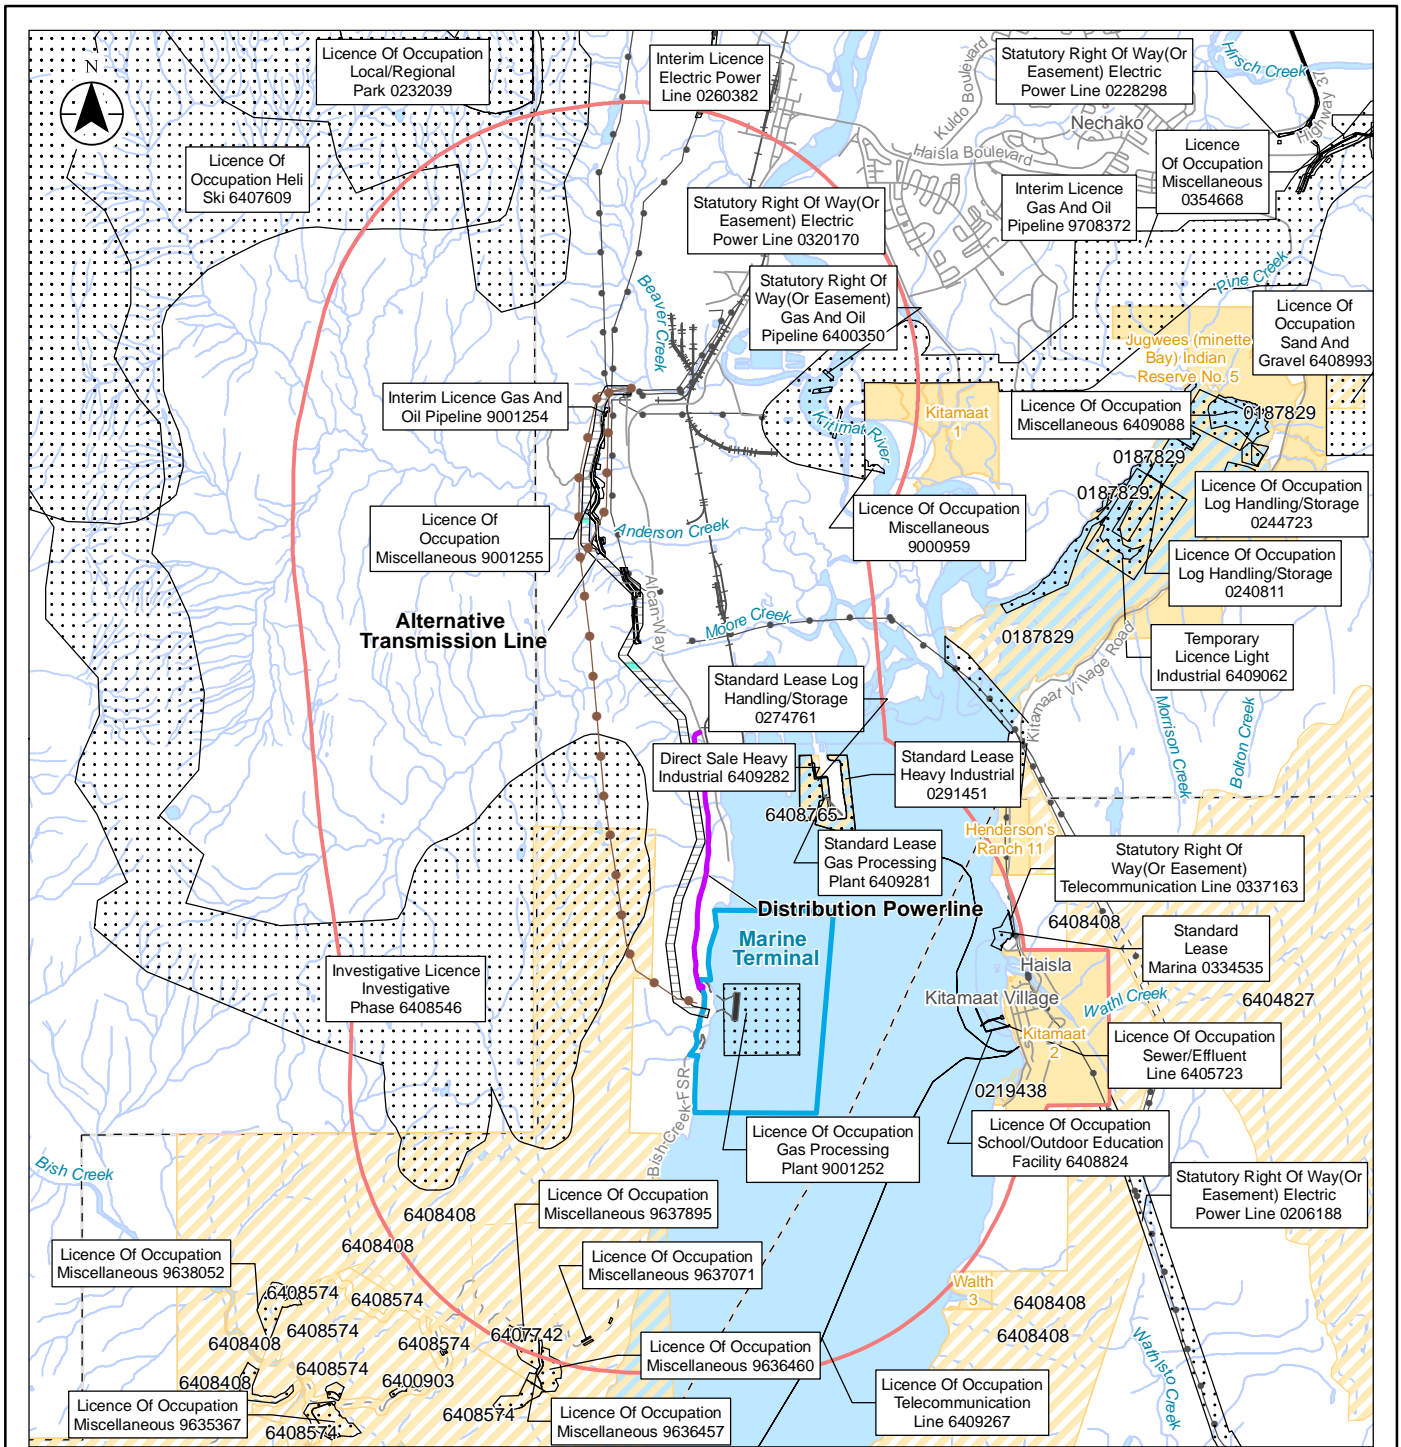 N
Licence Of Occupation
Local/Regional
Park 0232039
Interim Licence
Electric Power
Line 0260382
Statutory Right Of Way(Or
Easement) Electric
Power Line 0228298
Hirsch Creek
Highway 37
Kuldo Boulevard
Nechako
Haisla Boulevard
Licence Of
Occupation Heli
Ski 6407609
Licence
Of Occupation
Miscellaneous
0354668
Interim Licence
Gas And Oil
Pipeline 9708372
Statutory Right Of Way(Or
Easement) Electric
Power Line 0320170
Beaver Creek
Statutory Right Of
Way(Or Easement)
Gas And Oil
Pipeline 6400350
Pine Creek
Licence Of
Occupation
Sand And
Gravel 6408993
Jugwees (minette
Bay) Indian
Reserve No. 5
Interim Licence Gas And
Oil Pipeline 9001254
Kitamaat
1
Licence Of Occupation
Miscellaneous 6409088
0187829
Kitimat River
0187829
0187829
Licence Of Occupation
Log Handling/Storage
0244723
Licence Of
Occupation
Miscellaneous 9001255
Anderson Creek
Licence Of Occupation
Miscellaneous
9000959
Licence Of Occupation
Log Handling/Storage
0240811
Alcan-Way
Alternative
Transmission Line
Moore Creek
0187829
Temporary
Licence Light
Industrial 6409062
Kitamaat Village Road
Standard Lease Log
Handling/Storage
0274761
Morrison Creek
Bolton Creek
Direct Sale Heavy
Industrial 6409282
Standard Lease
Heavy Industrial
0291451
6408765
Henderson's
Ranch 11
Standard Lease
Gas Processing
Plant 6409281
Statutory Right Of
Way(Or Easement)
Telecommunication Line 0337163
Distribution Powerline
6408408
Marine
Terminal
Standard
Lease
Marina 0334535
Haisla
Investigative Licence
Investigative
Phase 6408546
Kitamaat Village
Wathl Creek
6404827
Kitamaat
2
Licence Of Occupation
Sewer/Effluent
Line 6405723
0219438
Bish-Creek-FSR
Licence Of Occupation
Gas Processing
Plant 9001252
Licence Of Occupation
School/Outdoor Education
Facility 6408824
Bish Creek
Statutory Right Of Way(Or
Easement) Electric
Power Line 0206188
Licence Of Occupation
Miscellaneous 9637895
6408408
6408408
Licence Of Occupation
Miscellaneous 9638052
Licence Of Occupation
Miscellaneous 9637071
Walth
3
6408574
6408574
6408408
6408574
6408408
6408574
6407742
6408408
Wathlsto Creek
Licence Of Occupation
Miscellaneous 9636460
6408574
6408408
6400903
Licence Of Occupation
Telecommunication
Line 6409267
Licence Of Occupation
Miscellaneous 9635367
6408574
Licence Of Occupation
Miscellaneous 9636457
6408574